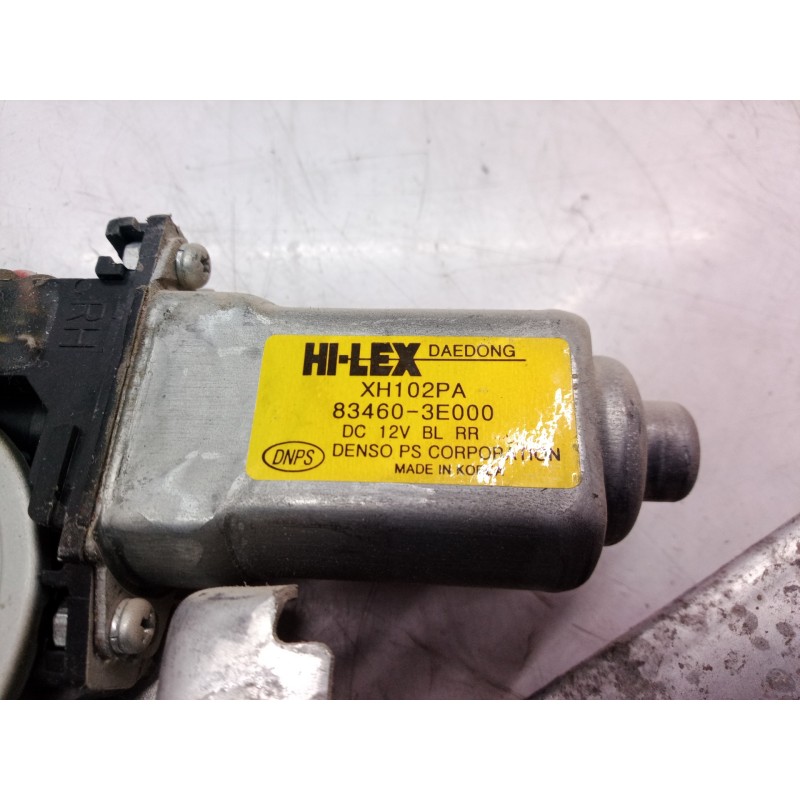 HI-LEX DAEDONG
XH102PA
83460-3E000
DC 12V BL RR
DNPS DENSO PS CORPORATION
MADE IN KOREA
RH